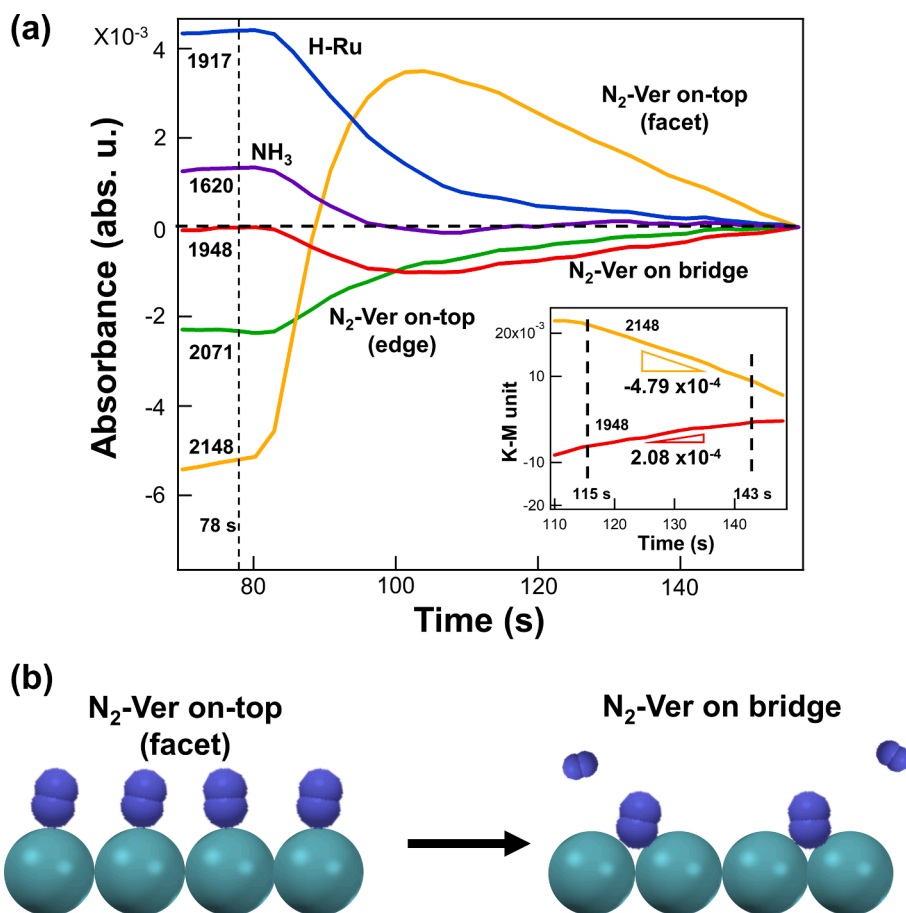 (a)
X10⁻³
4
2
0
-2
-4
-6
Absorbance (abs. u.)
1917
H-Ru
N₂-Ver on-top
(facet)
NH₃
1620
1948
N₂-Ver on bridge
N₂-Ver on-top
(edge)
2071
2148
78 s
80
100
120
140
Time (s)
20x10⁻³
10
-10
-20
K-M unit
2148
-4.79 x10⁻⁴
1948
2.08 x10⁻⁴
115 s
143 s
110
120
130
140
Time (s)
(b)
N₂-Ver on-top
(facet)
N₂-Ver on bridge